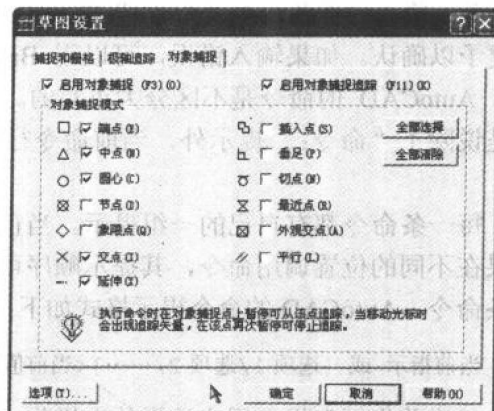 草图设置
捕捉和栅格 极轴追踪 对象捕捉
启用对象捕捉 (F3)(O) 启用对象捕捉追踪 (F11)(K)
对象捕捉模式
端点(E) 插入点(S) 全部选择
中点(M) 垂足(P) 全部清除
圆心(C) 切点(N)
节点(D) 最近点(R)
象限点(Q) 外观交点(A)
交点(I) 平行(L)
延伸(X)
执行命令时在对象捕捉点上暂停可从该点追踪,当移动光标时
会出现追踪矢量,在该点再次暂停可停止追踪。
选项(T)... 确定 取消 帮助(H)